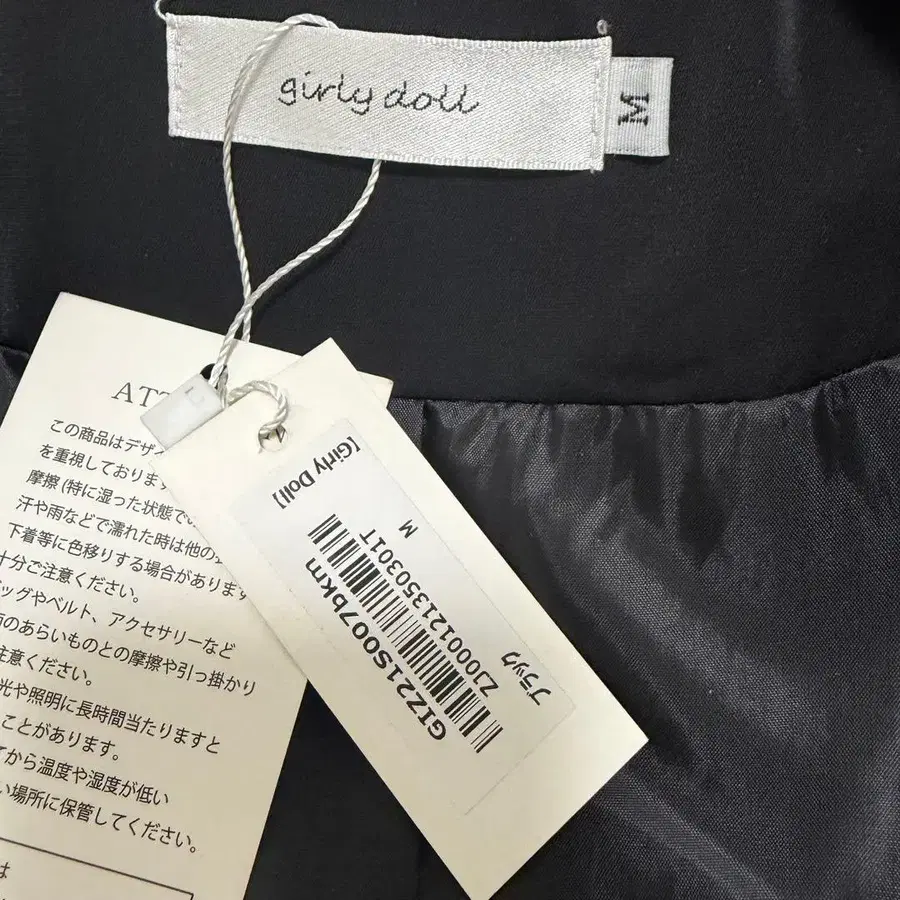 girly doll
M
ATT
この商品はデザ
を重視しております
摩擦(特に湿った状態での
汗や雨などで濡れた時は他の
下着等に色移りする場合があります
十分ご注意ください。
ッグやベルト、アクセサリーなど
のあらいものとの摩擦や引っ掛かり
注意ください。
光や照明に長時間当たりますと
ことがあります。
てから温度や湿度が低い
い場所に保管してください。
は
[Girly Doll]
M
GIZ21S007bkm
ZJ000121350301T
ブラック